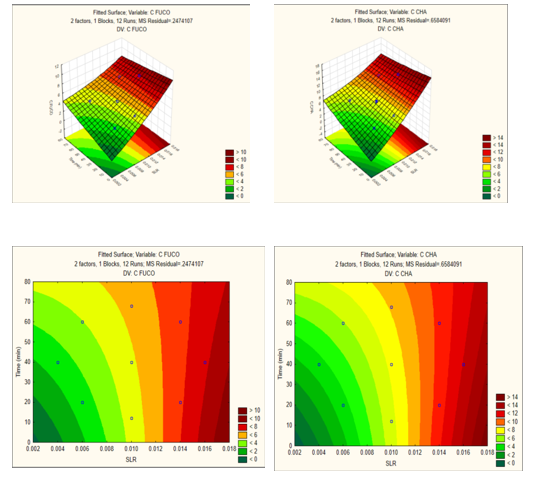 Fitted Surface; Variable: C FUCO
2 factors, 1 Blocks, 12 Runs; MS Residual=.2474107
DV: C FUCO
> 10
< 10
< 8
< 6
< 4
< 2
< 0
Fitted Surface; Variable: C CHA
2 factors, 1 Blocks, 12 Runs; MS Residual=.6584091
DV: C CHA
> 14
< 14
< 12
< 10
< 8
< 6
< 4
< 2
< 0
Fitted Surface; Variable: C FUCO
2 factors, 1 Blocks, 12 Runs; MS Residual=.2474107
DV: C FUCO
80
70
60
50
40
30
20
10
0
Time (min)
0.002 0.004 0.006 0.008 0.010 0.012 0.014 0.016 0.018
SLR
> 10
< 10
< 8
< 6
< 4
< 2
< 0
Fitted Surface; Variable: C CHA
2 factors, 1 Blocks, 12 Runs; MS Residual=.6584091
DV: C CHA
80
70
60
50
40
30
20
10
0
Time (min)
0.002 0.004 0.006 0.008 0.010 0.012 0.014 0.016 0.018
SLR
> 14
< 14
< 12
< 10
< 8
< 6
< 4
< 2
< 0